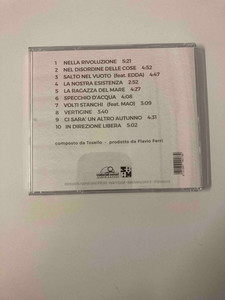 1 NELLA RIVOLUZIONE 5:21
2 NEL DISORDINE DELLE COSE 4:52
3 SALTO NEL VUOTO (feat. EDDA) 4:47
4 LA NOSTRA ESISTENZA 2:52
5 LA RAGAZZA DEL MARE 4:27
6 SPECCHIO D'ACQUA 5:08
7 VOLTI STANCHI (feat. MAD) 3:09
8 VERTIGINE 3:40
9 CI SARA' UN ALTRO AUTUNNO 4:31
10 IN DIREZIONE LIBERA 5:02
composto da Tosello - prodotto da Flavio Ferri